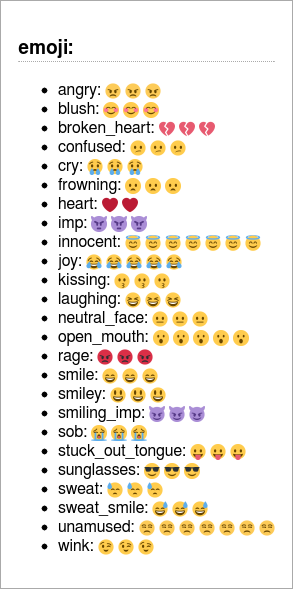 emoji:
angry: 😠 😠 😠
blush: 😊 😊 😊
broken_heart: 💔 💔 💔
confused: 😕 😕 😕
cry: 😢 😢 😢
frowning: 😦 😦 😦
heart: ❤️ ❤️
imp: 👿 👿 👿
innocent: 😇 😇 😇 😇 😇 😇 😇
joy: 😂 😂 😂 😂 😂
kissing: 😗 😗 😗
laughing: 😆 😆 😆
neutral_face: 😐 😐 😐
open_mouth: 😮 😮 😮 😮 😮
rage: 😡 😡 😡
smile: 😄 😄 😄
smiley: 😃 😃 😃
smiling_imp: 😈 😈 😈
sob: 😭 😭 😭
stuck_out_tongue: 😛 😛 😛
sunglasses: 😎 😎 😎
sweat: 😓 😓 😓
sweat_smile: 😅 😅 😅
unamused: 😒 😒 😒 😒 😒 😒 😒
wink: 😉 😉 😉